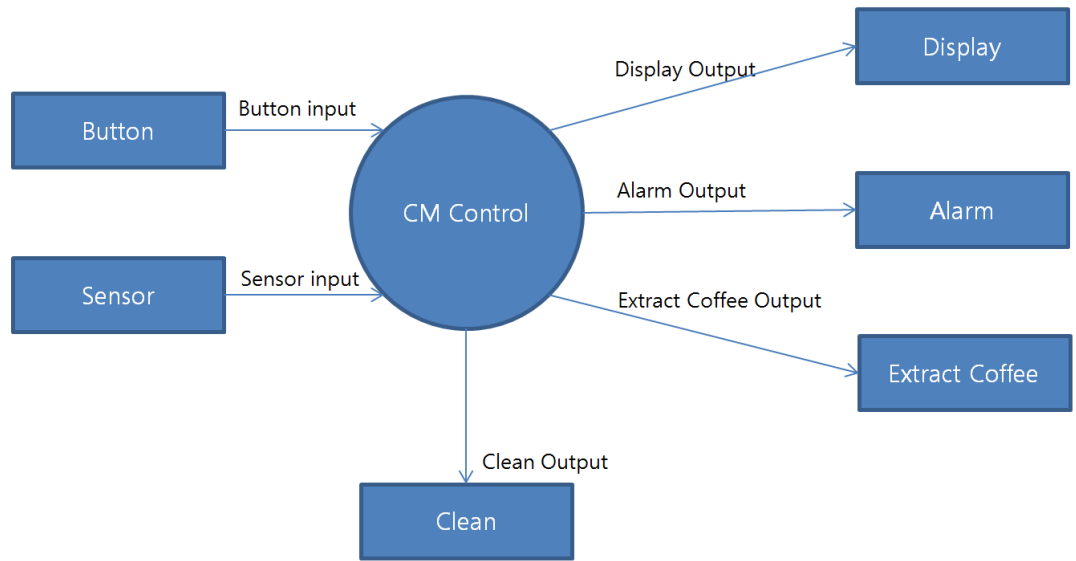 Display
Display Output
Button input
Button
Alarm Output
CM Control
Alarm
Sensor input
Sensor
Extract Coffee Output
Extract Coffee
Clean Output
Clean